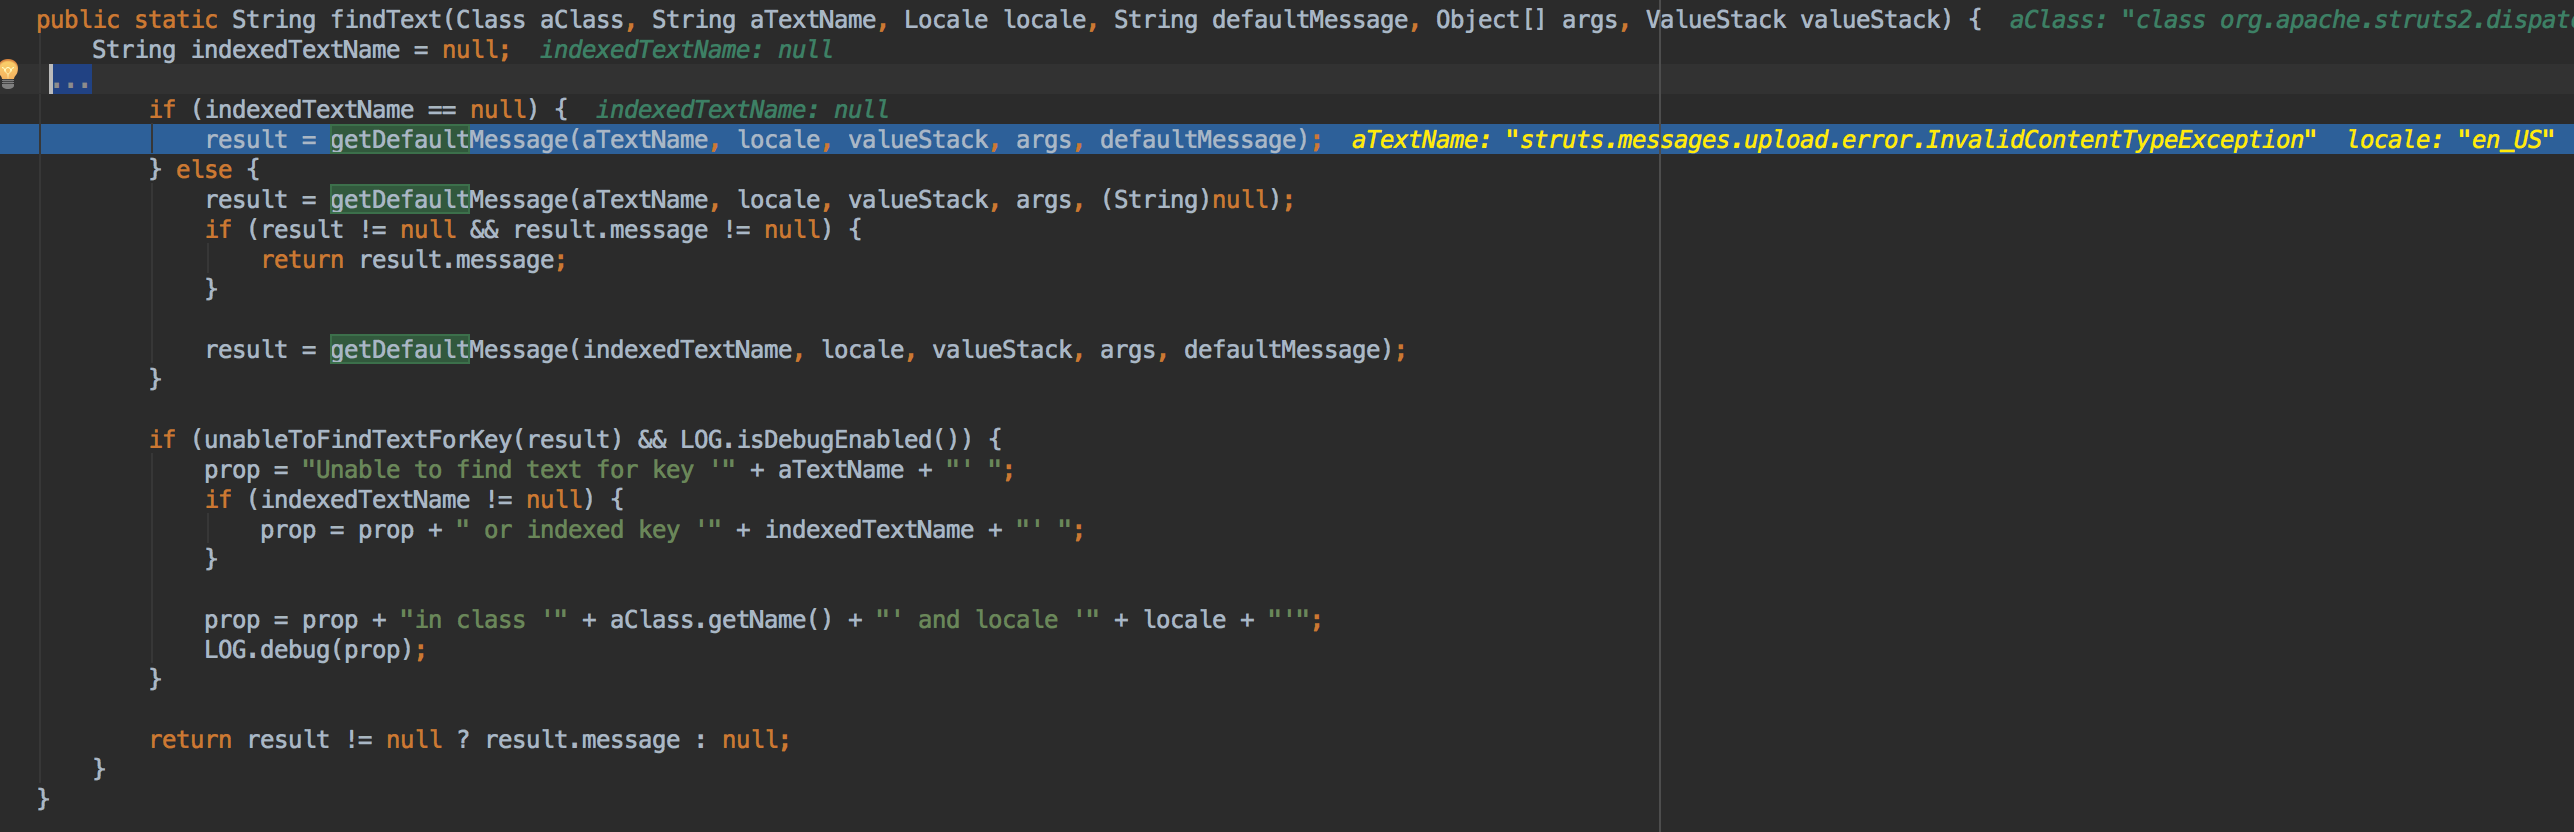 public static String findText(Class aClass, String aTextName, Locale locale, String defaultMessage, Object[] args, ValueStack valueStack) {  aClass: "class org.apache.struts2.dispat
    String indexedTextName = null;  indexedTextName: null
 ...
        if (indexedTextName == null) {  indexedTextName: null
            result = getDefaultMessage(aTextName, locale, valueStack, args, defaultMessage);  aTextName: "struts.messages.upload.error.InvalidContentTypeException"  locale: "en_US"
        } else {
            result = getDefaultMessage(aTextName, locale, valueStack, args, (String)null);
            if (result != null && result.message != null) {
                return result.message;
            }
            result = getDefaultMessage(indexedTextName, locale, valueStack, args, defaultMessage);
        }
        if (unableToFindTextForKey(result) && LOG.isDebugEnabled()) {
            prop = "Unable to find text for key '" + aTextName + "' ";
            if (indexedTextName != null) {
                prop = prop + " or indexed key '" + indexedTextName + "' ";
            }
            prop = prop + "in class '" + aClass.getName() + "' and locale '" + locale + "'";
            LOG.debug(prop);
        }
        return result != null ? result.message : null;
    }
}